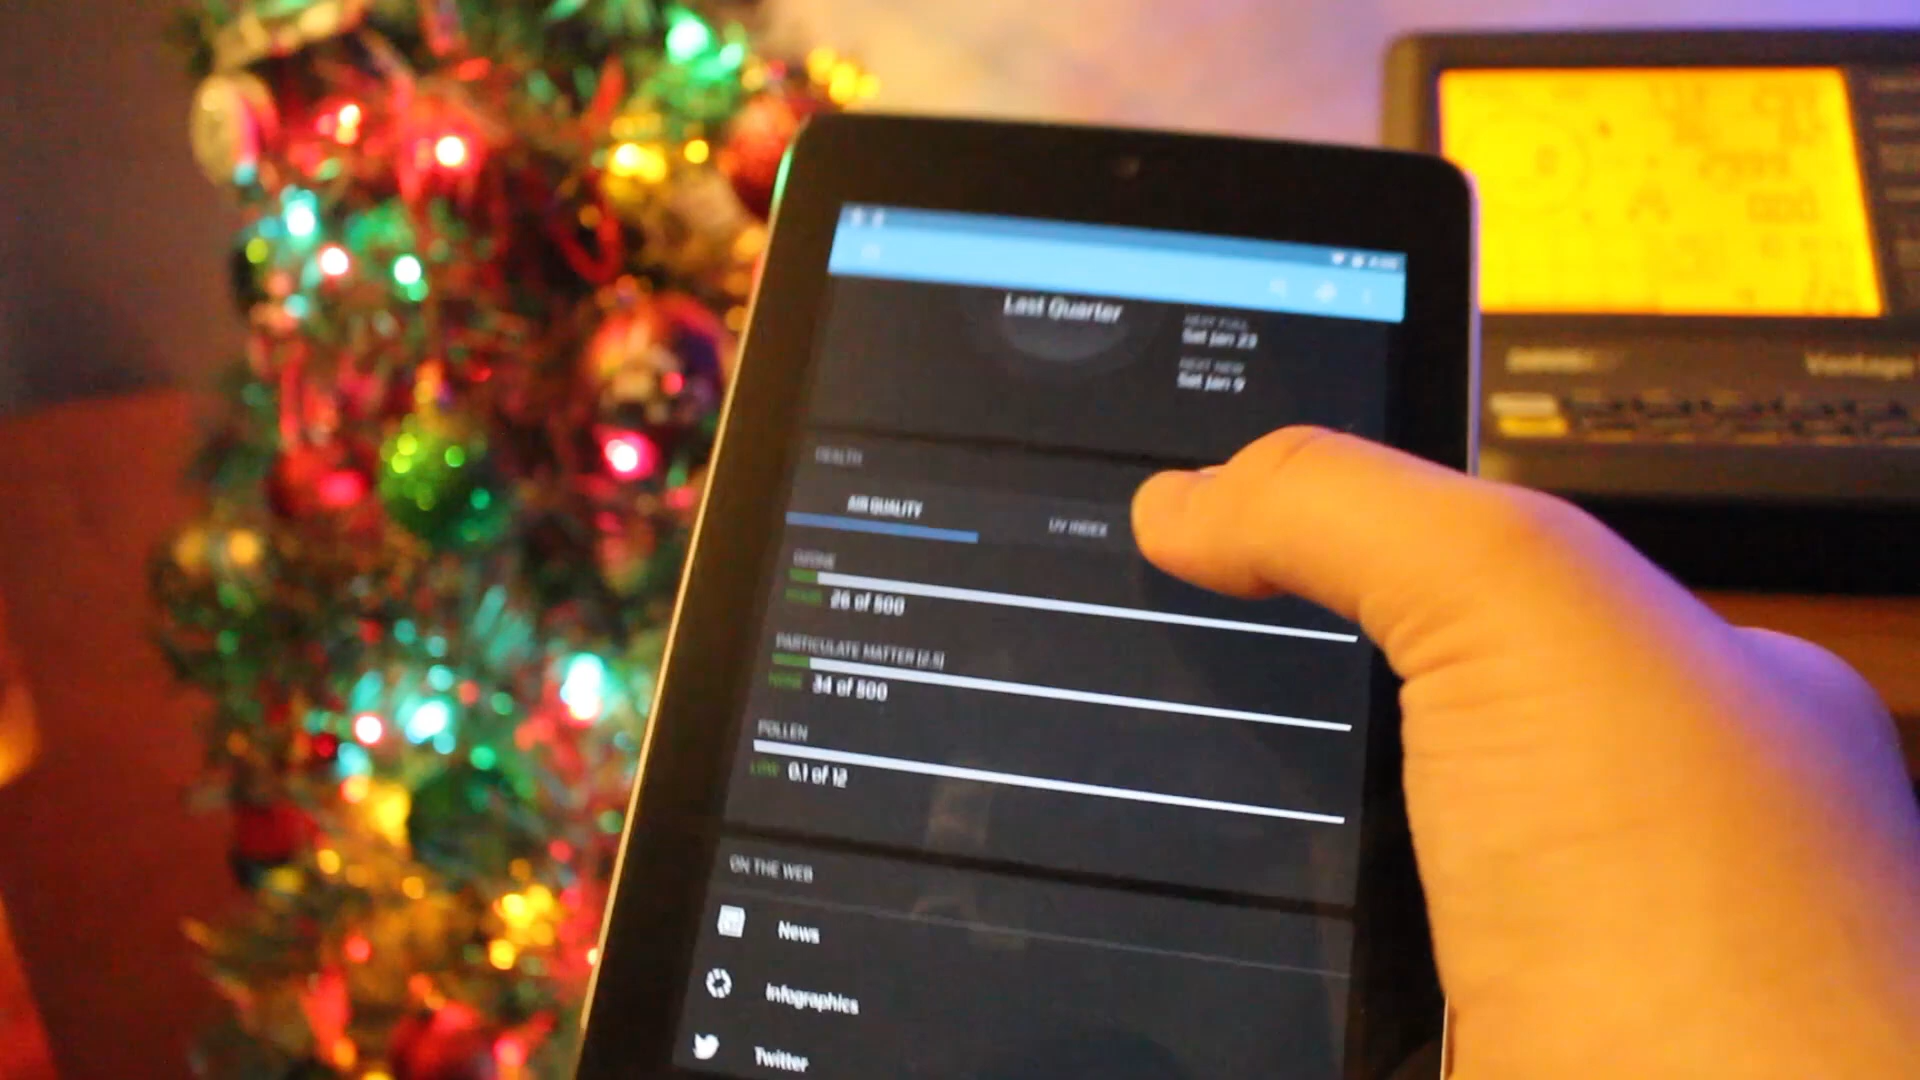 Last Quarter
NEXT FULL
Sat Jan 23
NEXT NEW
Sat Jan 9
HEALTH
AIR QUALITY
UV INDEX
OZONE
26 of 500
PARTICULATE MATTER [2.5]
34 of 500
POLLEN
LOW 0.1 of 12
ON THE WEB
News
Infographics
Twitter
Vantage